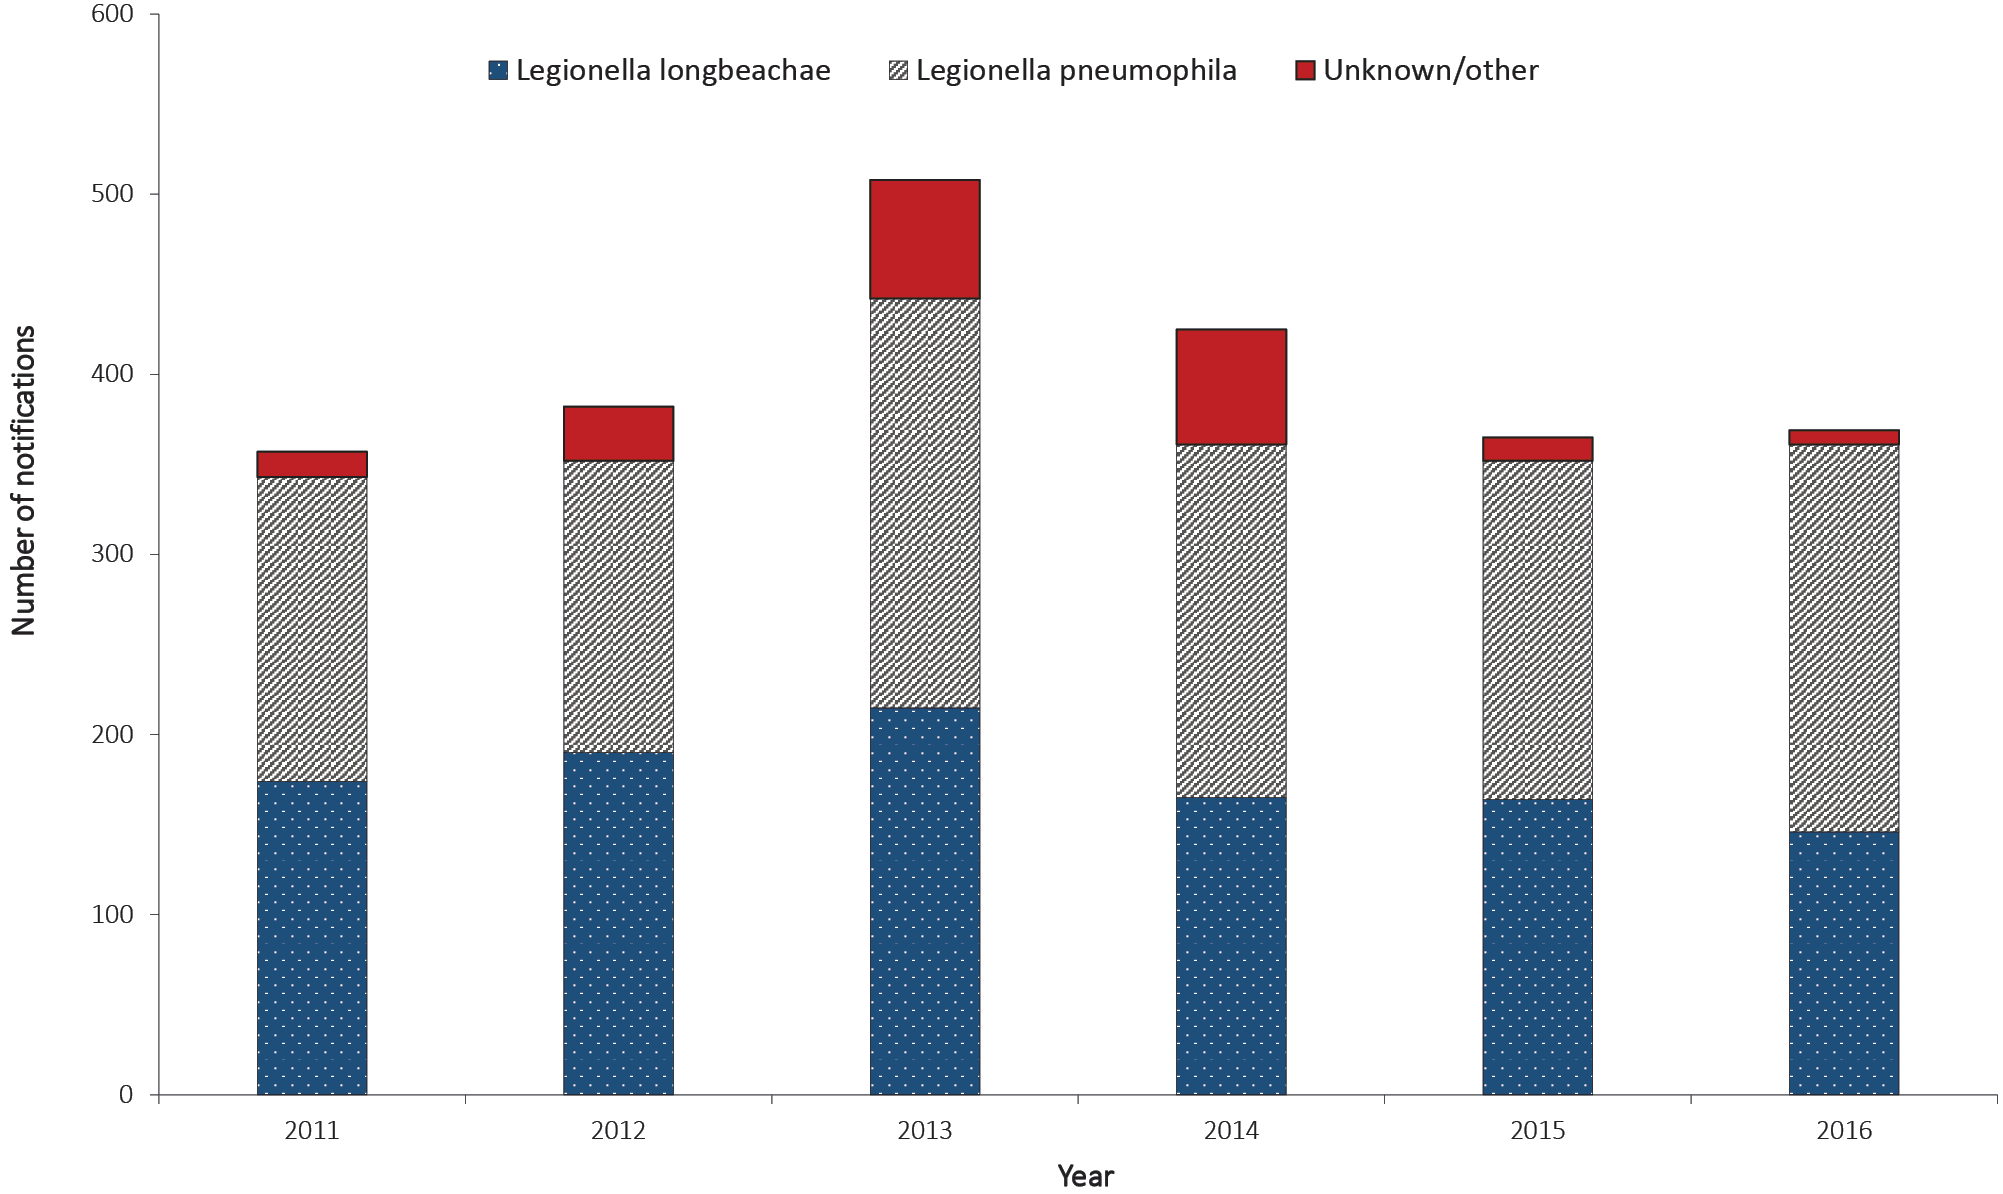 600
Legionella longbeachae Legionella pneumophila Unknown/other
500
400
300
200
100
0
Number of notifications
2011 2012 2013 2014 2015 2016
Year